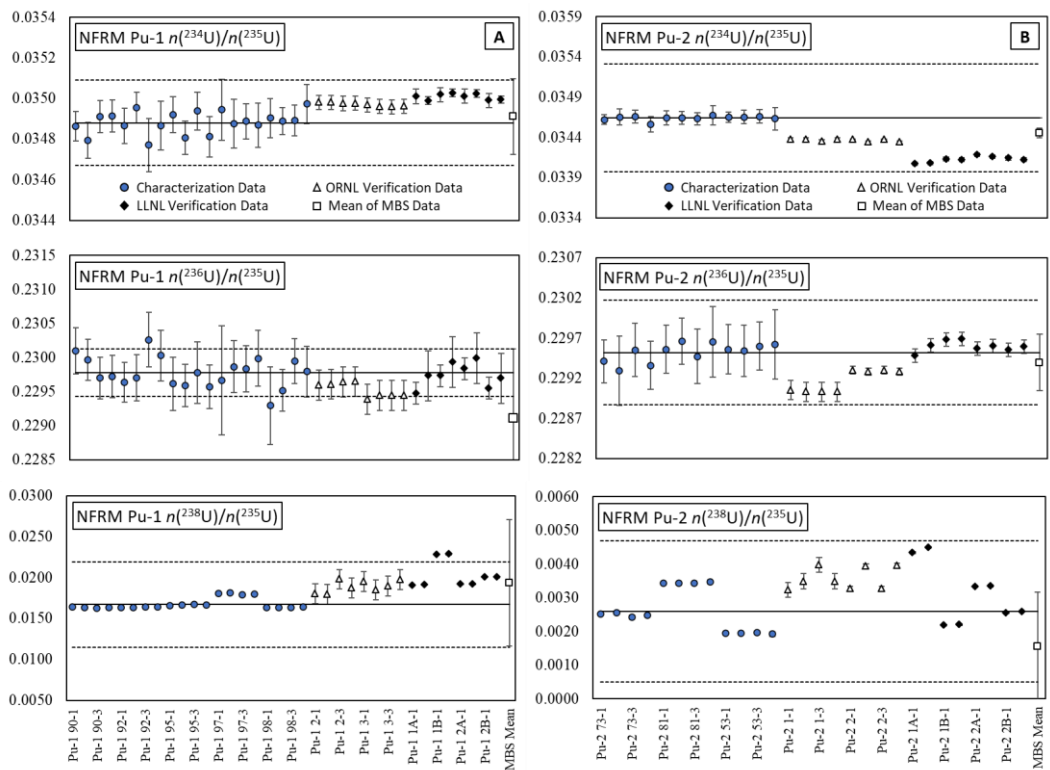 NFRM Pu-1 n(²³⁴U)/n(²³⁵U)
A
0.0354
0.0352
0.0350
0.0348
0.0346
0.0344
Characterization Data
ORNL Verification Data
LLNL Verification Data
Mean of MBS Data
NFRM Pu-2 n(²³⁴U)/n(²³⁵U)
B
0.0359
0.0354
0.0349
0.0344
0.0339
0.0334
Characterization Data
ORNL Verification Data
LLNL Verification Data
Mean of MBS Data
NFRM Pu-1 n(²³⁶U)/n(²³⁵U)
0.2315
0.2310
0.2305
0.2300
0.2295
0.2290
0.2285
NFRM Pu-2 n(²³⁶U)/n(²³⁵U)
0.2307
0.2302
0.2297
0.2292
0.2287
0.2282
NFRM Pu-1 n(²³⁸U)/n(²³⁵U)
0.0300
0.0250
0.0200
0.0150
0.0100
0.0050
Pu-1 90-1
Pu-1 90-3
Pu-1 92-1
Pu-1 92-3
Pu-1 95-1
Pu-1 95-3
Pu-1 97-1
Pu-1 97-3
Pu-1 98-1
Pu-1 98-3
Pu-1 2-1
Pu-1 2-3
Pu-1 3-1
Pu-1 3-3
Pu-1 1A-1
Pu-1 1B-1
Pu-1 2A-1
Pu-1 2B-1
MBS Mean
NFRM Pu-2 n(²³⁸U)/n(²³⁵U)
0.0060
0.0050
0.0040
0.0030
0.0020
0.0010
0.0000
Pu-2 73-1
Pu-2 73-3
Pu-2 81-1
Pu-2 81-3
Pu-2 53-1
Pu-2 53-3
Pu-2 1-1
Pu-2 1-3
Pu-2 2-1
Pu-2 2-3
Pu-2 1A-1
Pu-2 1B-1
Pu-2 2A-1
Pu-2 2B-1
MBS Mean